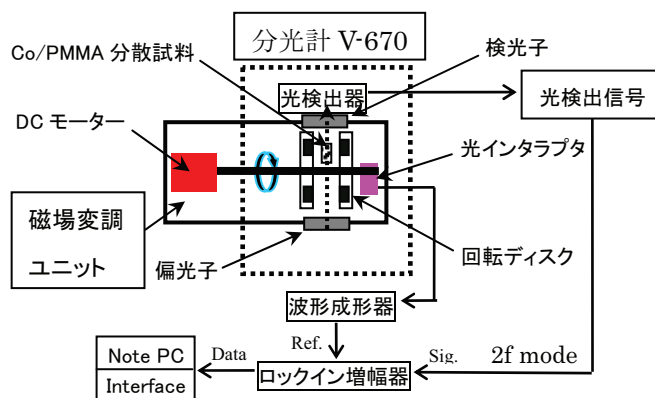 分光計 V-670
Co/PMMA 分散試料
検光子
光検出器
光検出信号
DC モーター
光インタラプタ
磁場変調
ユニット
偏光子
回転ディスク
波形成形器
Ref.
Note PC
Interface
Data
ロックイン増幅器
Sig.
2f mode